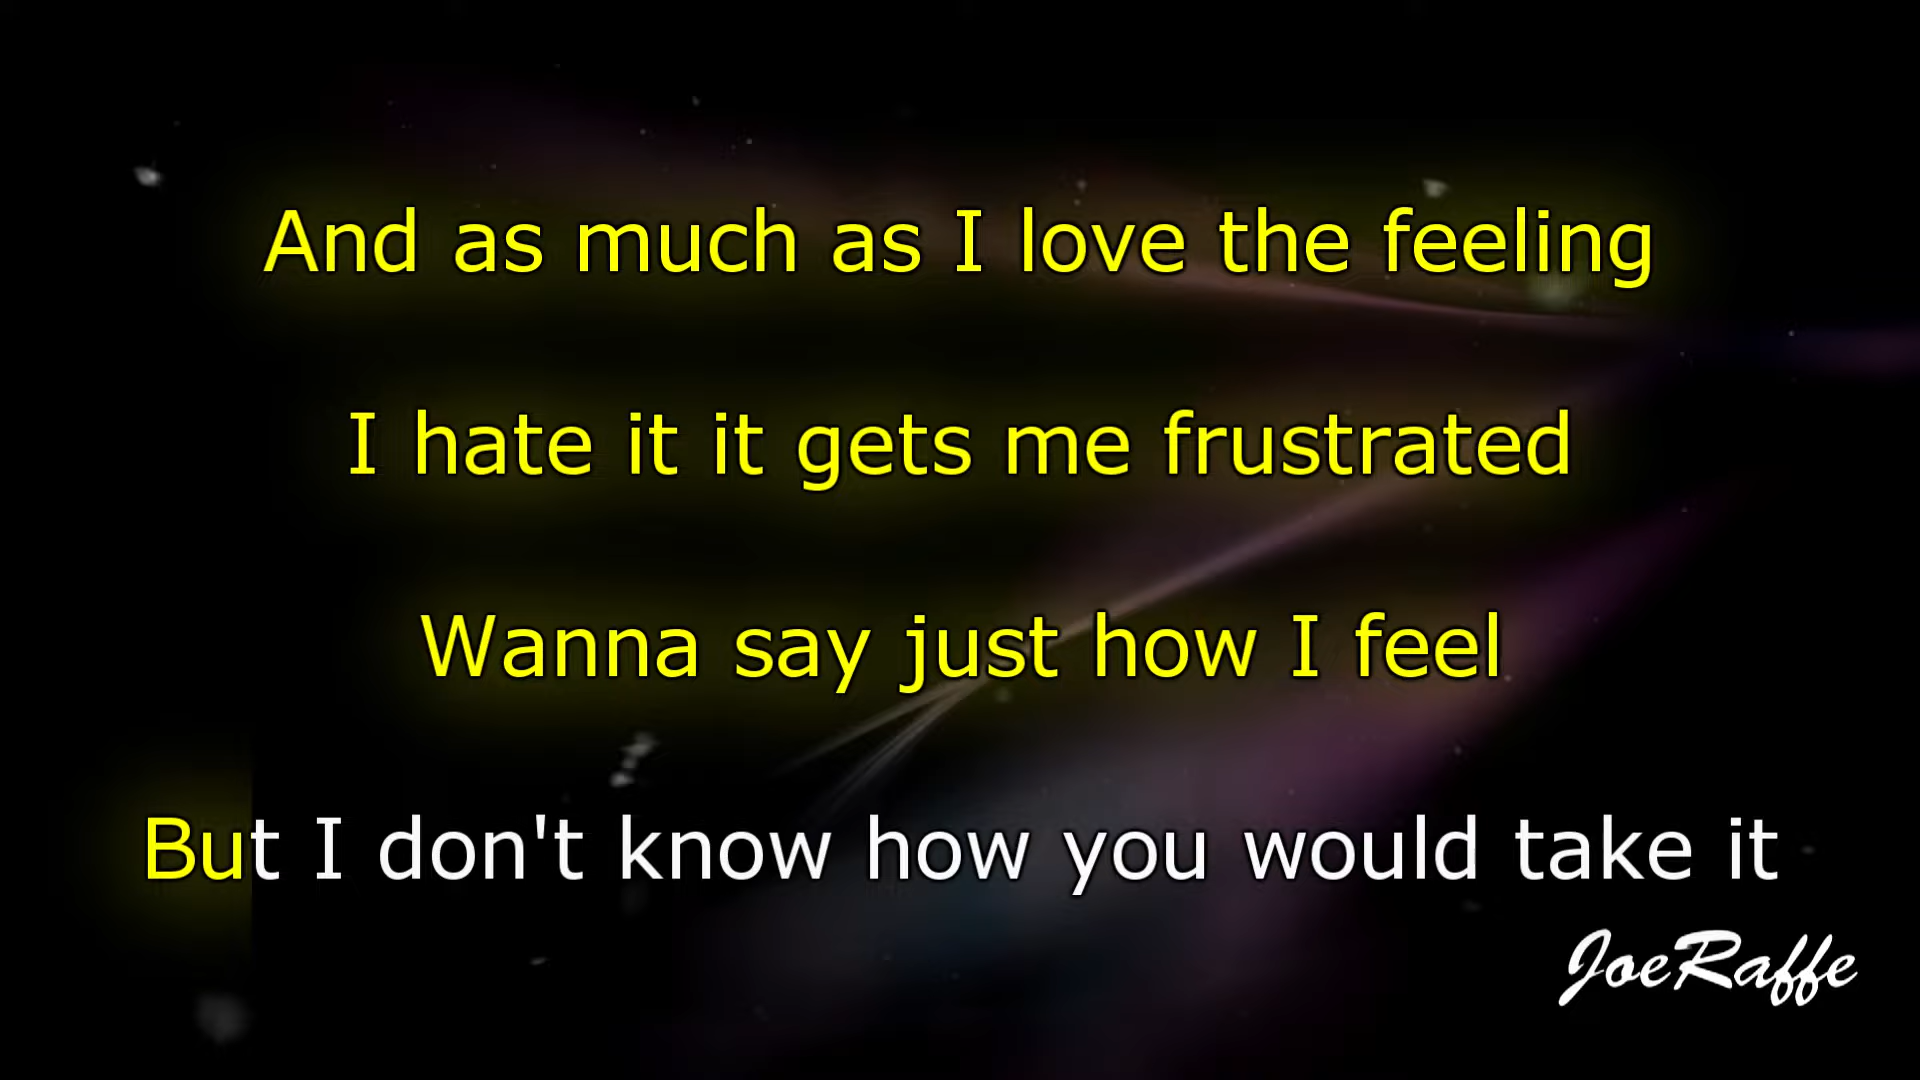 And as much as I love the feeling
I hate it it gets me frustrated
Wanna say just how I feel
But I don't know how you would take it
JoeRaffe